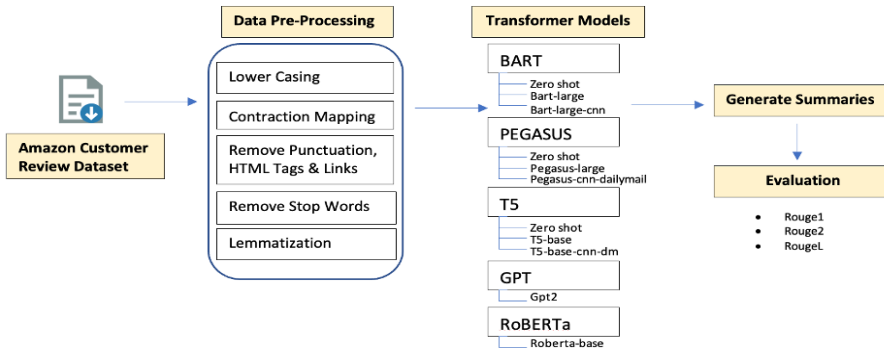 Amazon Customer
Review Dataset
Data Pre-Processing
Lower Casing
Contraction Mapping
Remove Punctuation,
HTML Tags & Links
Remove Stop Words
Lemmatization
Transformer Models
BART
Zero shot
Bart-large
Bart-large-cnn
PEGASUS
Zero shot
Pegasus-large
Pegasus-cnn-dailymail
T5
Zero shot
T5-base
T5-base-cnn-dm
GPT
Gpt2
RoBERTa
Roberta-base
Generate Summaries
Evaluation
• Rouge1
• Rouge2
• RougeL